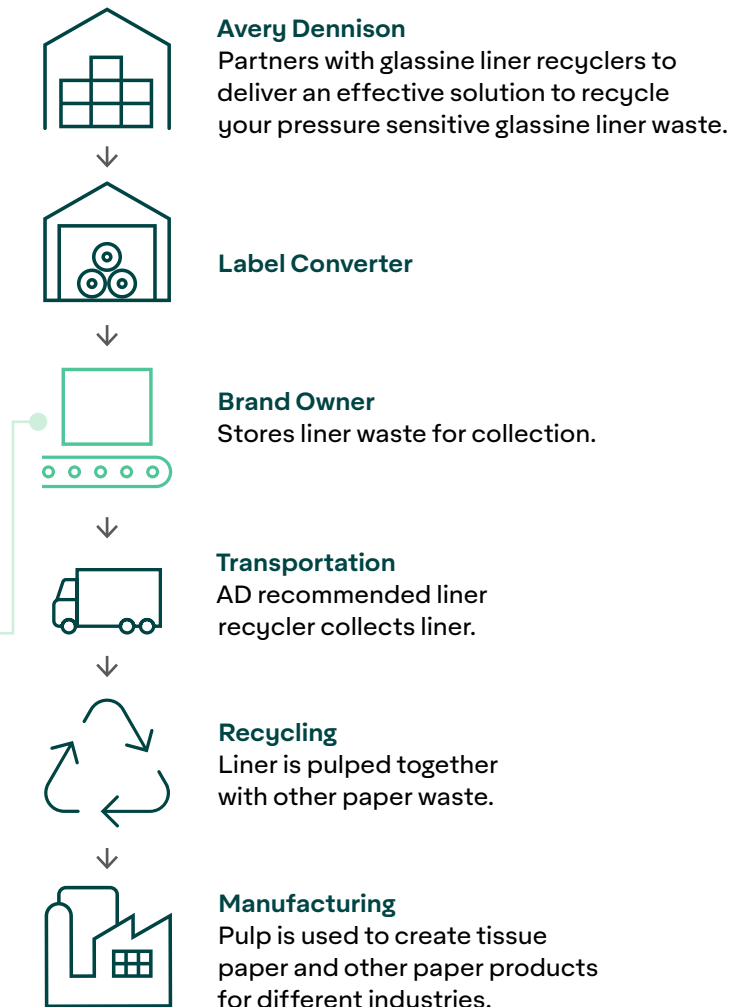 Avery Dennison
Partners with glassine liner recyclers to
deliver an effective solution to recycle
your pressure sensitive glassine liner waste.
Label Converter
Brand Owner
Stores liner waste for collection.
Transportation
AD recommended liner
recycler collects liner.
Recycling
Liner is pulped together
with other paper waste.
Manufacturing
Pulp is used to create tissue
paper and other paper products
for different industries.